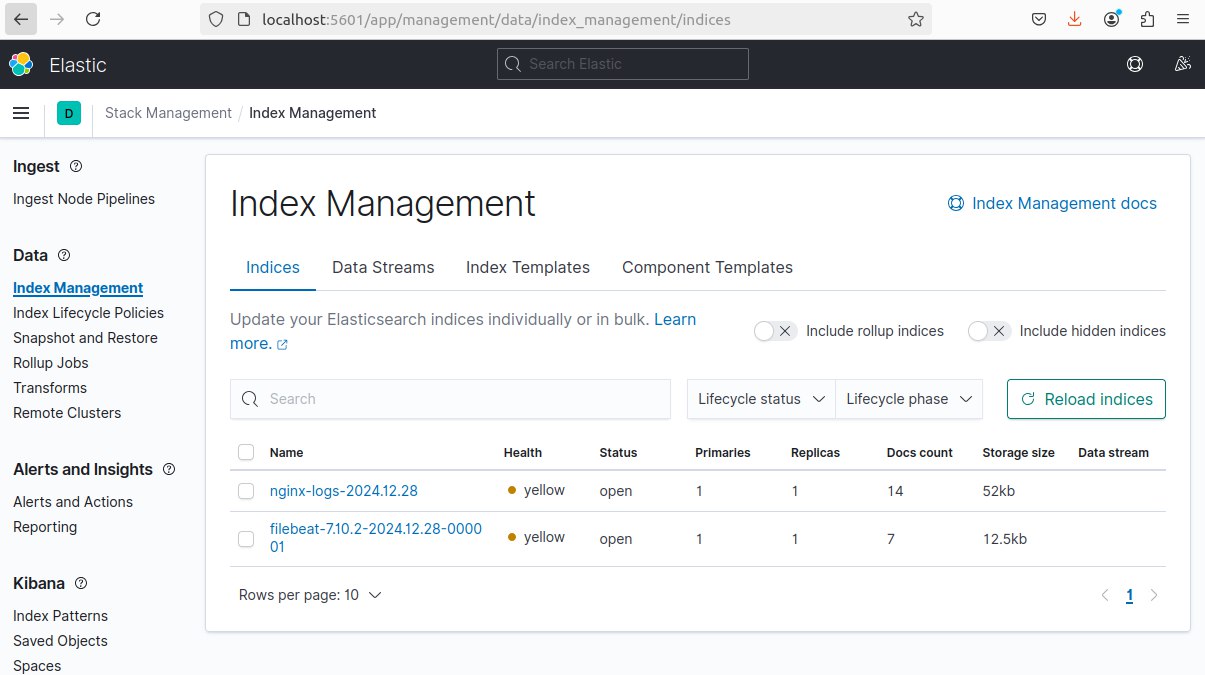 localhost:5601/app/management/data/index_management/indices
Elastic
Search Elastic
D
Stack Management / Index Management
Ingest
Ingest Node Pipelines
Data
Index Management
Index Lifecycle Policies
Snapshot and Restore
Rollup Jobs
Transforms
Remote Clusters
Alerts and Insights
Alerts and Actions
Reporting
Kibana
Index Patterns
Saved Objects
Spaces
Index Management
Index Management docs
Indices Data Streams Index Templates Component Templates
Update your Elasticsearch indices individually or in bulk. Learn
more.
Include rollup indices Include hidden indices
Search
Lifecycle status Lifecycle phase Reload indices
Name Health Status Primaries Replicas Docs count Storage size Data stream
nginx-logs-2024.12.28 yellow open 1 1 14 52kb
filebeat-7.10.2-2024.12.28-0000
01
yellow open 1 1 7 12.5kb
Rows per page: 10
1